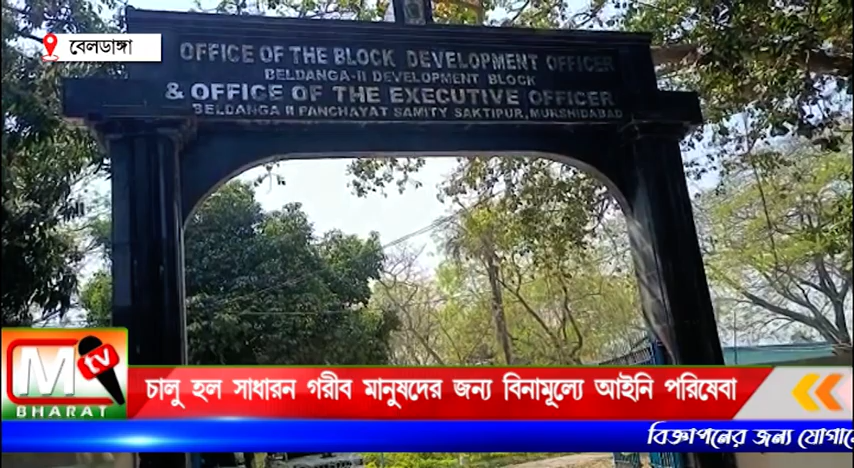 বেলডাঙ্গা
OFFICE OF THE BLOCK DEVELOPMENT OFFICER
BELDANGA-II DEVELOPMENT BLOCK
& OFFICE OF THE EXECUTIVE OFFICER
BELDANGA II PANCHAYAT SAMITY SAKTIPUR, MURSHIDABAD
M tv
BHARAT
চালু হল সাধারন গরীব মানুষদের জন্য বিনামূল্যে আইনি পরিষেবা
বিজ্ঞাপনের জন্য